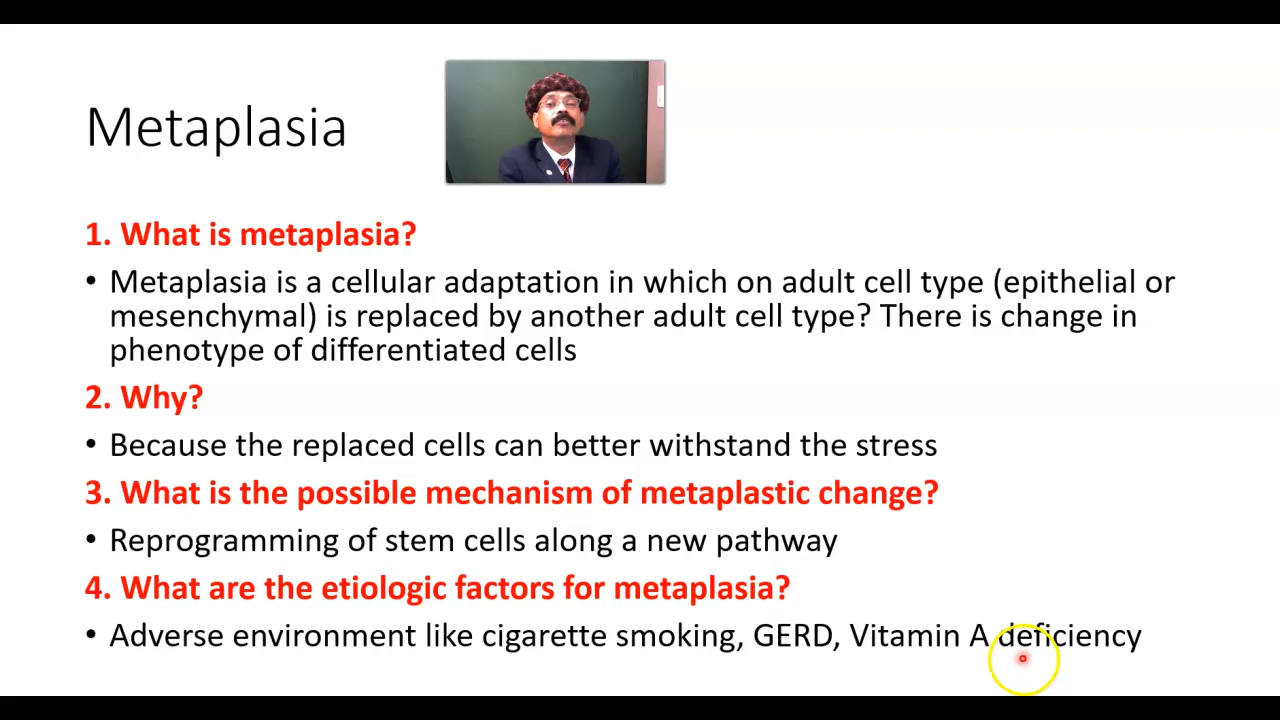 Metaplasia
1. What is metaplasia?
• Metaplasia is a cellular adaptation in which on adult cell type (epithelial or
mesenchymal) is replaced by another adult cell type? There is change in
phenotype of differentiated cells
2. Why?
• Because the replaced cells can better withstand the stress
3. What is the possible mechanism of metaplastic change?
• Reprogramming of stem cells along a new pathway
4. What are the etiologic factors for metaplasia?
• Adverse environment like cigarette smoking, GERD, Vitamin A deficiency